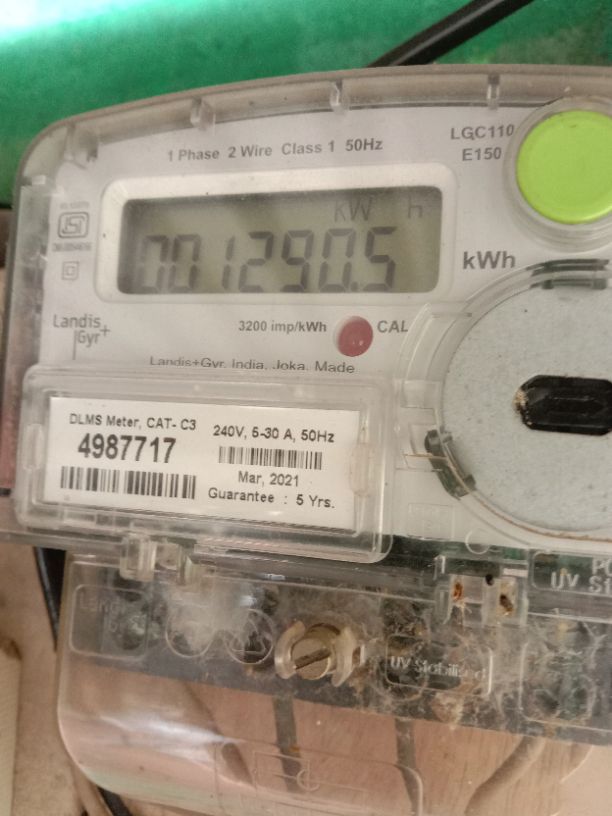 1 Phase 2 Wire Class 1 50Hz
LGC110
E150
kW h
001290.5
kWh
3200 imp/kWh
CAL
Landis+
Gyr
Landis+Gyr, India, Joka, Made
DLMS Meter, CAT- C3
4987717
240V, 5-30 A, 50Hz
Mar, 2021
Guarantee : 5 Yrs.
UV Stabilised